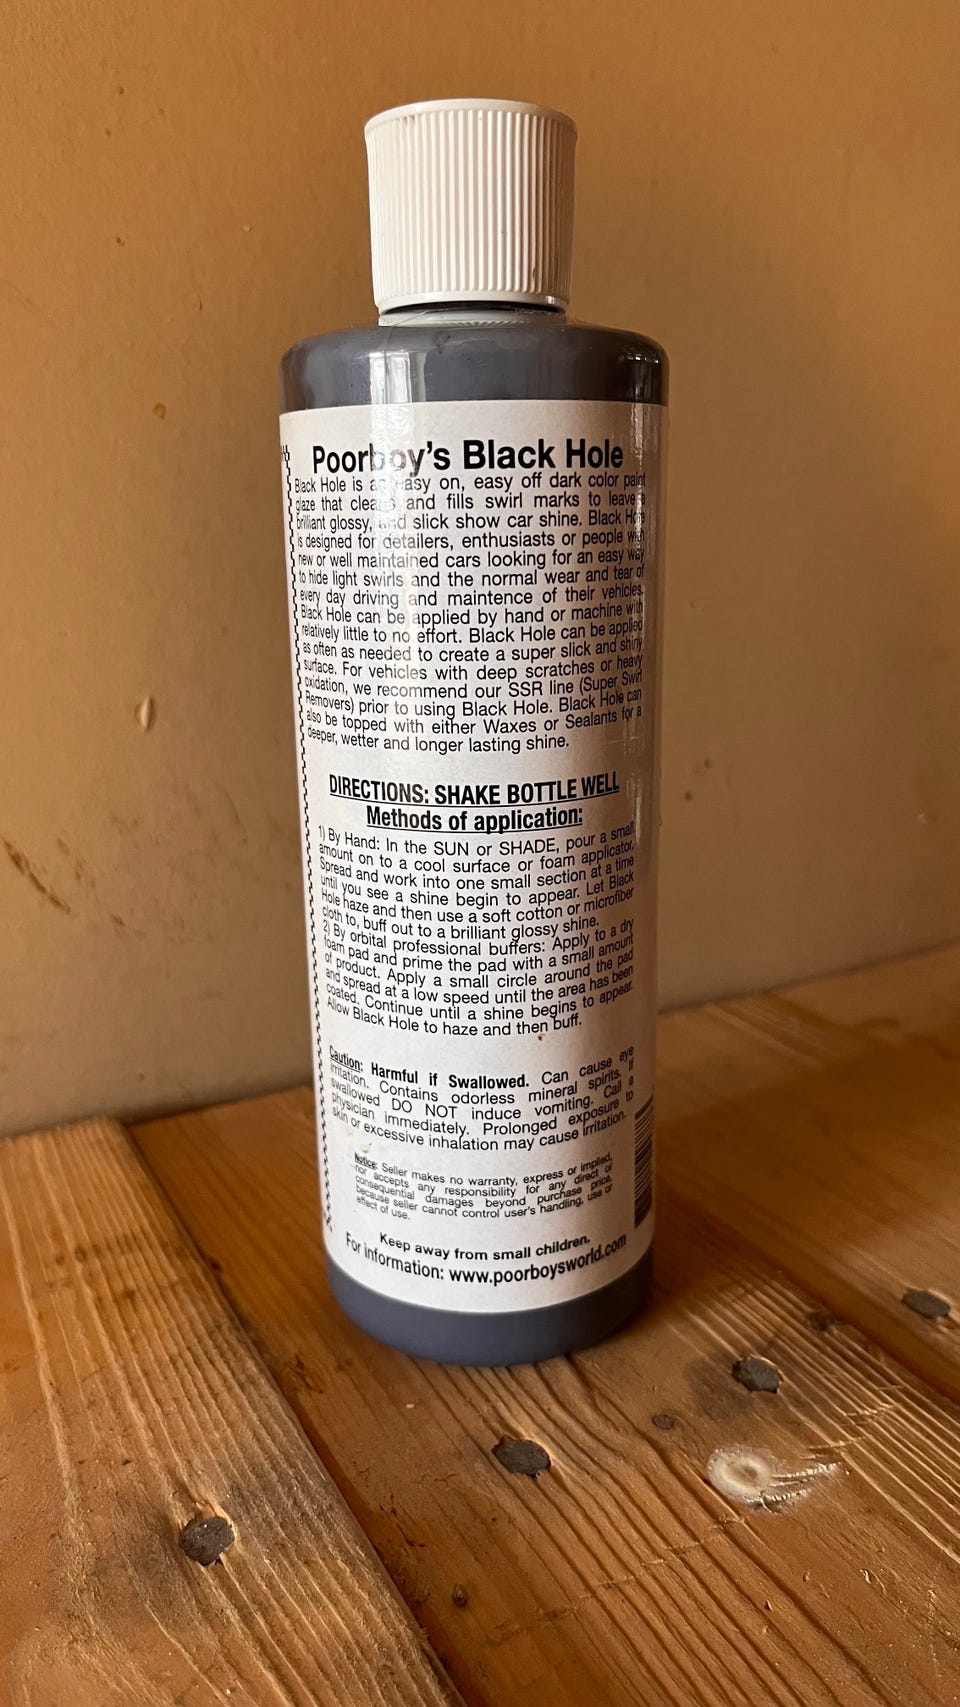 Poorboy's Black Hole
Black Hole is an easy on, easy off dark color paint
glaze that cleans and fills swirl marks to leave a
brilliant glossy, and slick show car shine. Black Hole
is designed for detailers, enthusiasts or people with
new or well maintained cars looking for an easy way
to hide light swirls and the normal wear and tear of
every day driving and maintence of their vehicles.
Black Hole can be applied by hand or machine with
relatively little to no effort. Black Hole can be applied
as often as needed to create a super slick and shiny
surface. For vehicles with deep scratches or heavy
oxidation, we recommend our SSR line (Super Swirl
Removers) prior to using Black Hole. Black Hole can
also be topped with either Waxes or Sealants for a
deeper, wetter and longer lasting shine.
DIRECTIONS: SHAKE BOTTLE WELL
Methods of application:
1) By Hand: In the SUN or SHADE, pour a small
amount on to a cool surface or foam applicator.
Spread and work into one small section at a time
until you see a shine begin to appear. Let Black
Hole haze and then use a soft cotton or microfiber
cloth to, buff out to a brilliant glossy shine.
2) By orbital professional buffers: Apply to a dry
foam pad and prime the pad with a small amount
of product. Apply a small circle around the pad
and spread at a low speed until the area has been
coated. Continue until a shine begins to appear.
Allow Black Hole to haze and then buff.
Caution: Harmful if Swallowed. Can cause eye
irritation. Contains odorless mineral spirits. If
swallowed DO NOT induce vomiting. Call a
physician immediately. Prolonged exposure to
skin or excessive inhalation may cause irritation.
Notice: Seller makes no warranty, express or implied,
nor accepts any responsibility for any direct or
consequential damages beyond purchase price,
because seller cannot control user's handling, use or
effect of use.
Keep away from small children.
For information: www.poorboysworld.com